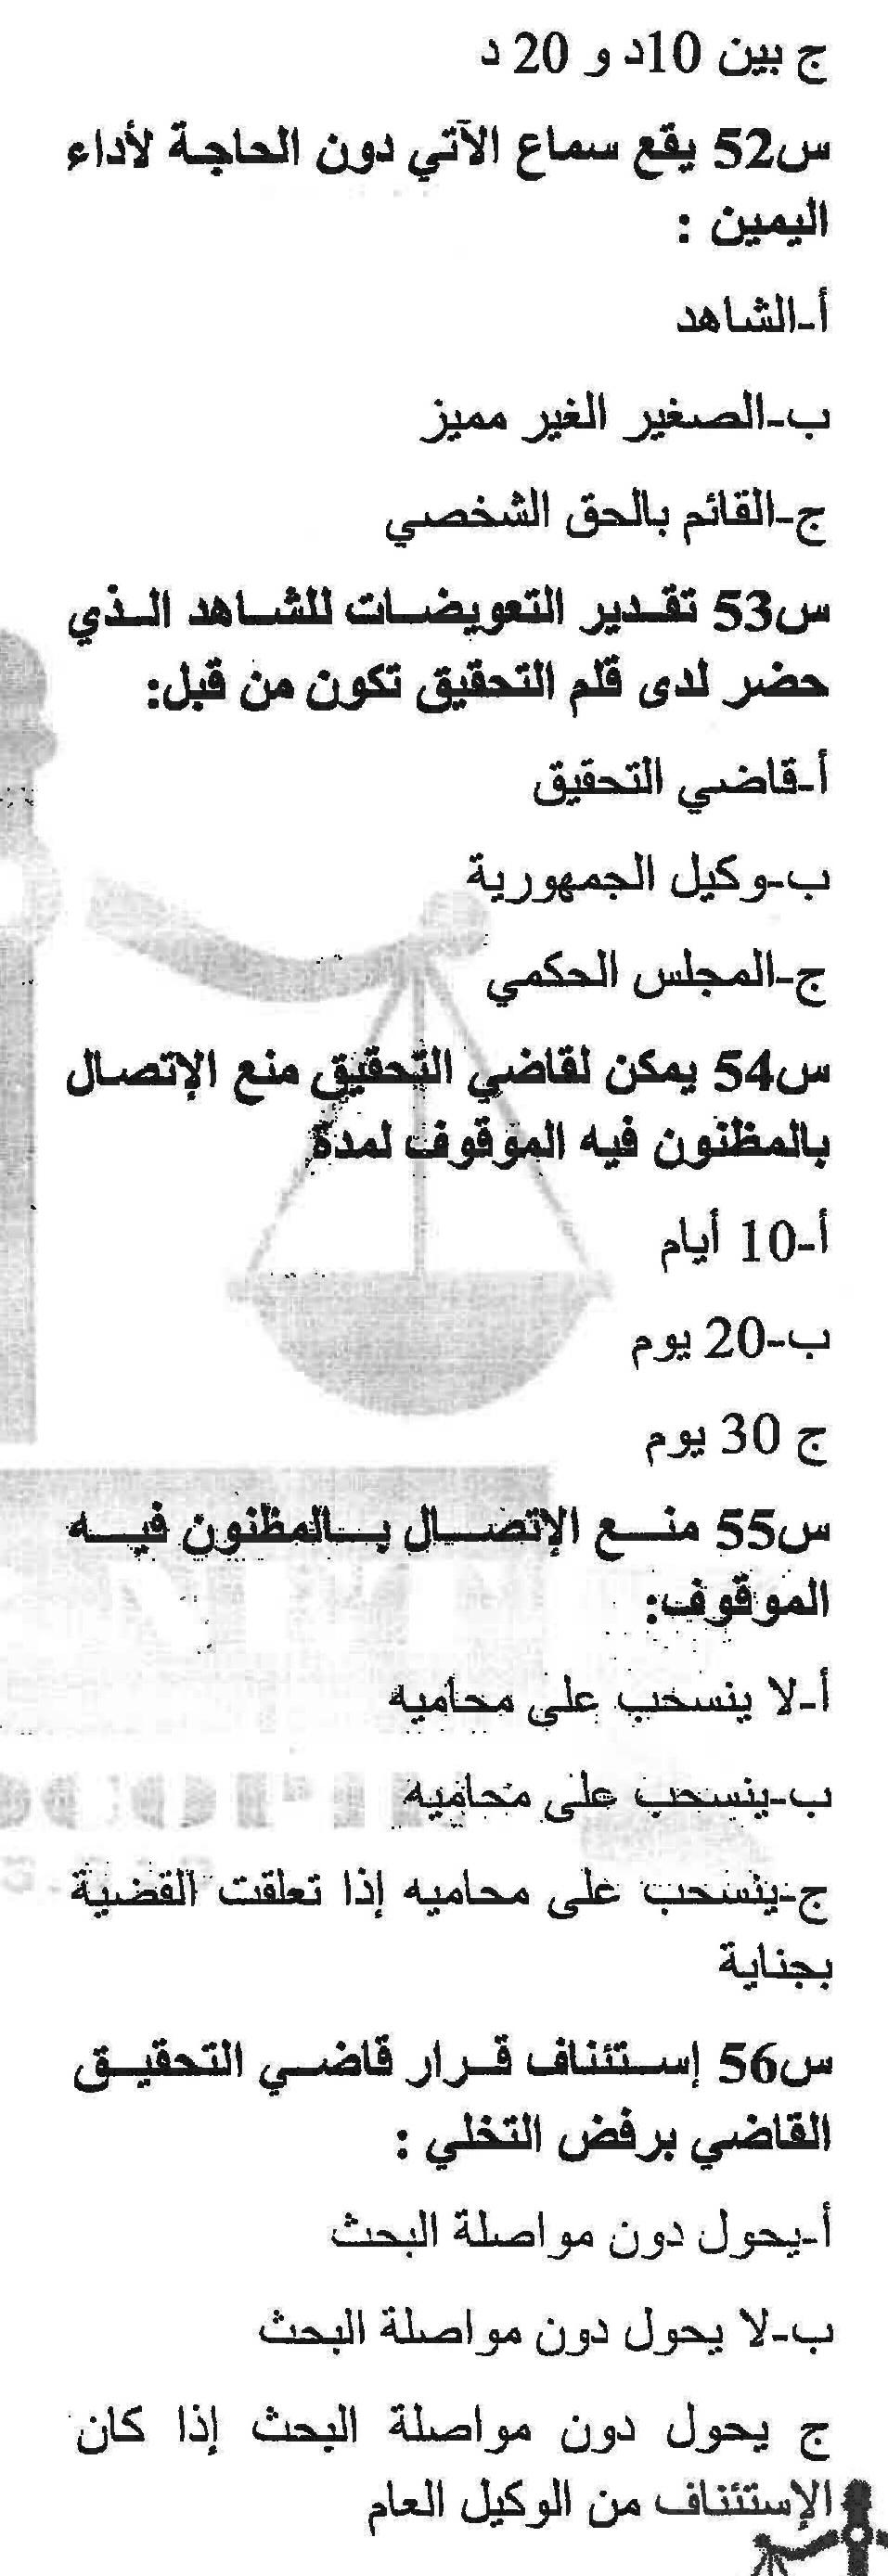 ج بين 10د و 20 د
س52 يقع سماع الآتي دون الحاجة لأداء
اليمين :
أ-الشاهد
ب-الصغير الغير مميز
ج-القائم بالحق الشخصي
س53 تقدير التعويضات للشاهد الذي
حضر لدى قلم التحقيق تكون من قبل:
أ-قاضي التحقيق
ب-وكيل الجمهورية
ج-المجلس الحكمي
س54 يمكن لقاضي التحقيق منع الإتصال
بالمظنون فيه الموقوف لمدة
أ-10 أيام
ب-20 يوم
ج 30 يوم
س55 منع الإتصال بالمظنون فيه
الموقوف:
أ-لا ينسحب على محاميه
ب-ينسحب على محاميه
ج-ينسحب على محاميه إذا تعلقت القضية
بجناية
س56 إستئناف قرار قاضي التحقيق
القاضي برفض التخلي :
أ-يحول دون مواصلة البحث
ب-لا يحول دون مواصلة البحث
ج يحول دون مواصلة البحث إذا كان
الإستئناف من الوكيل العام